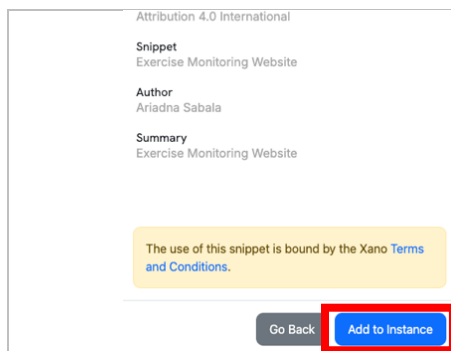 Attribution 4.0 International
Snippet
Exercise Monitoring Website
Author
Ariadna Sabala
Summary
Exercise Monitoring Website
The use of this snippet is bound by the Xano Terms
and Conditions.
Go Back
Add to Instance